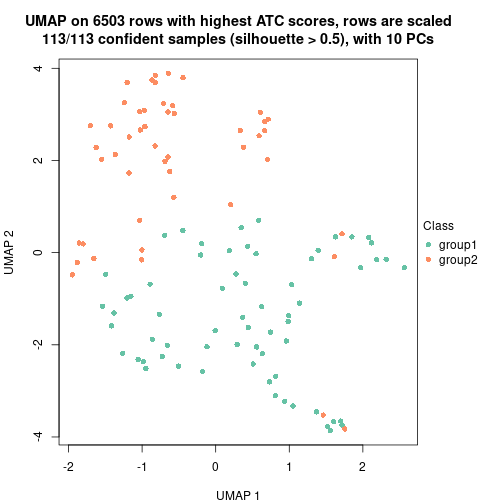 UMAP on 6503 rows with highest ATC scores, rows are scaled
113/113 confident samples (silhouette > 0.5), with 10 PCs
4
2
0
-2
-4
UMAP 2
-2
-1
0
1
2
UMAP 1
Class
group1
group2